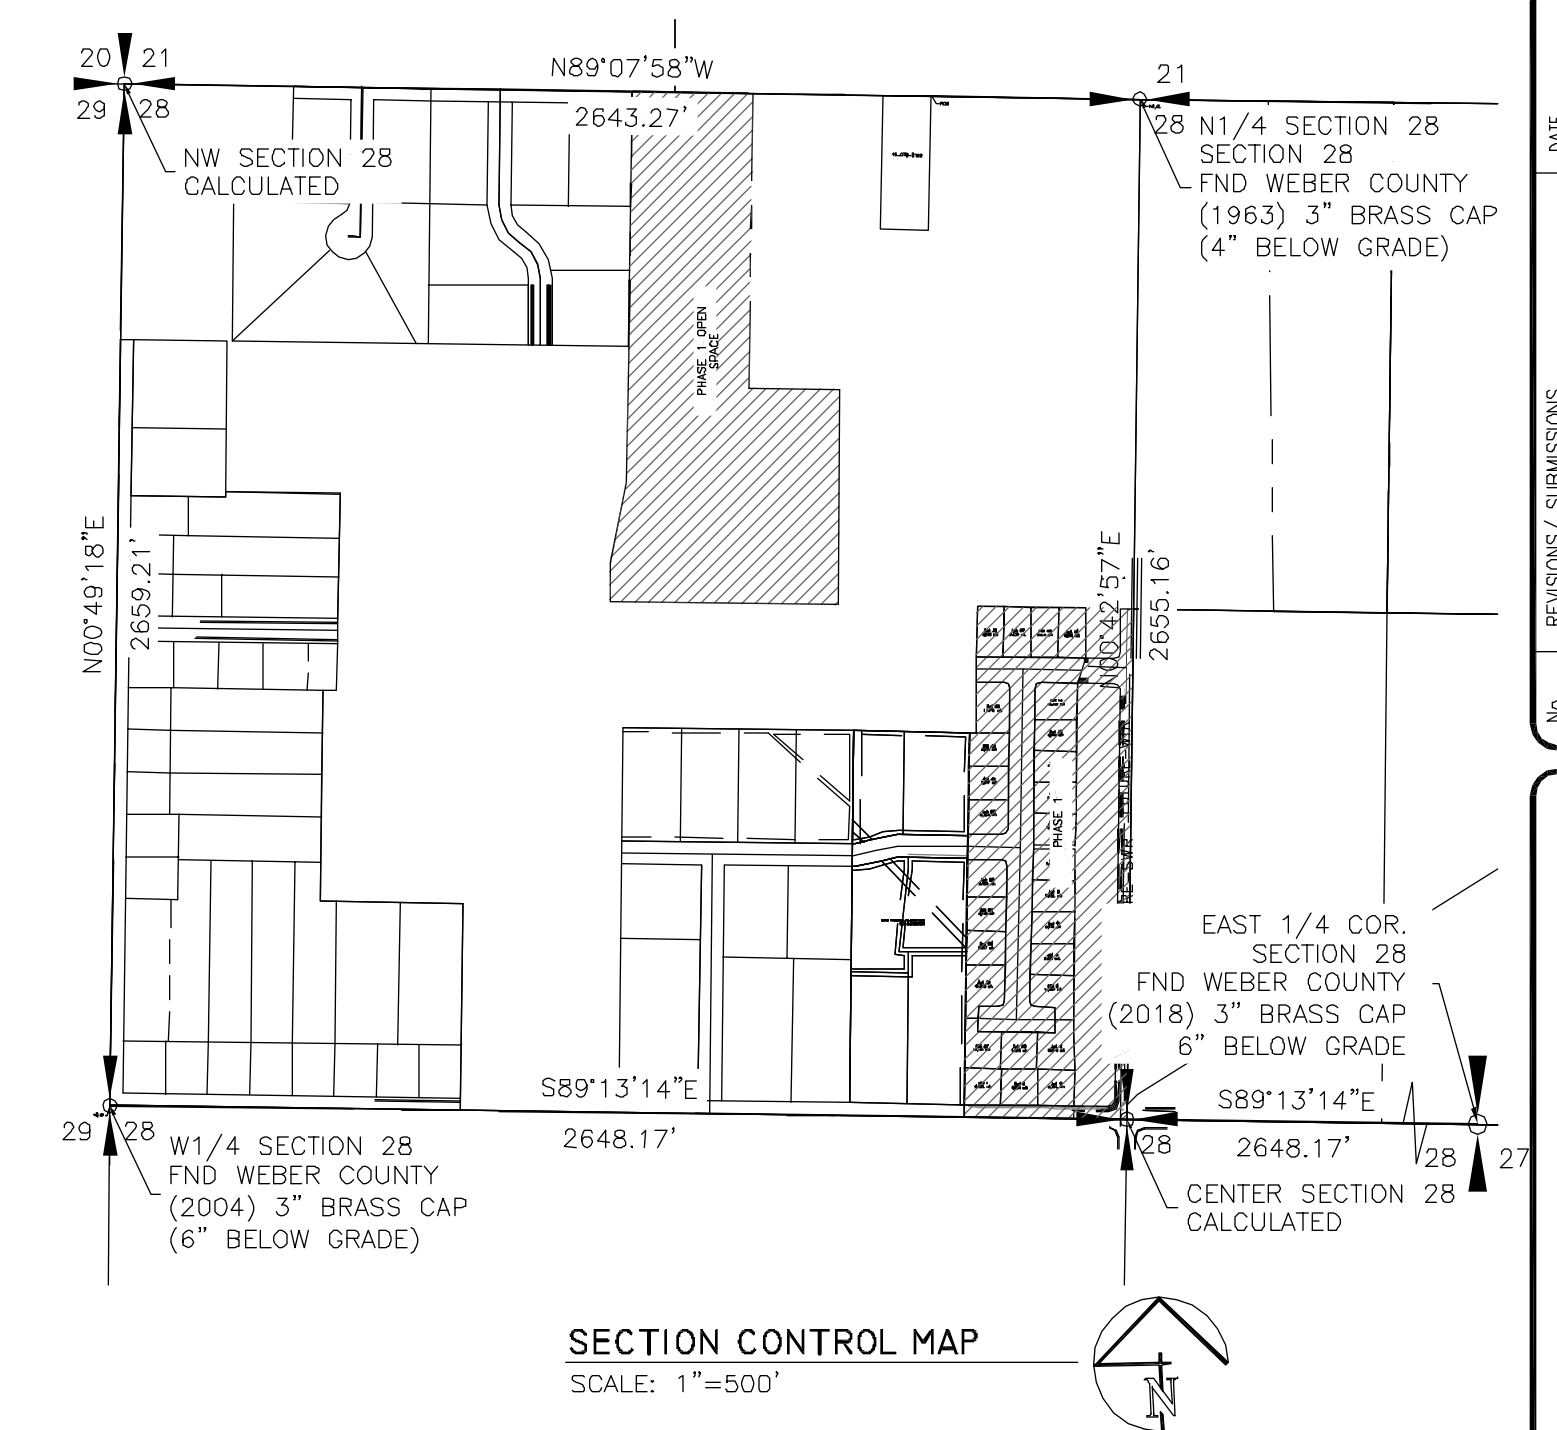 20 21
29 28
NW SECTION 28
CALCULATED
N89°07'58"W
2643.27'
21
28
N1/4 SECTION 28
SECTION 28
FND WEBER COUNTY
(1963) 3" BRASS CAP
(4" BELOW GRADE)
DATE
REVISIONS/ SUBMISSIONS
No
PHASE 1 OPEN
SPACE
N00°49'18"E
2659.21'
N00°42'57"E
2655.16'
PHASE 1
EAST 1/4 COR.
SECTION 28
FND WEBER COUNTY
(2018) 3" BRASS CAP
6" BELOW GRADE
S89°13'14"E
2648.17'
S89°13'14"E
2648.17'
29 28
W1/4 SECTION 28
FND WEBER COUNTY
(2004) 3" BRASS CAP
(6" BELOW GRADE)
28
28 27
CENTER SECTION 28
CALCULATED
SECTION CONTROL MAP
SCALE: 1"=500'
N